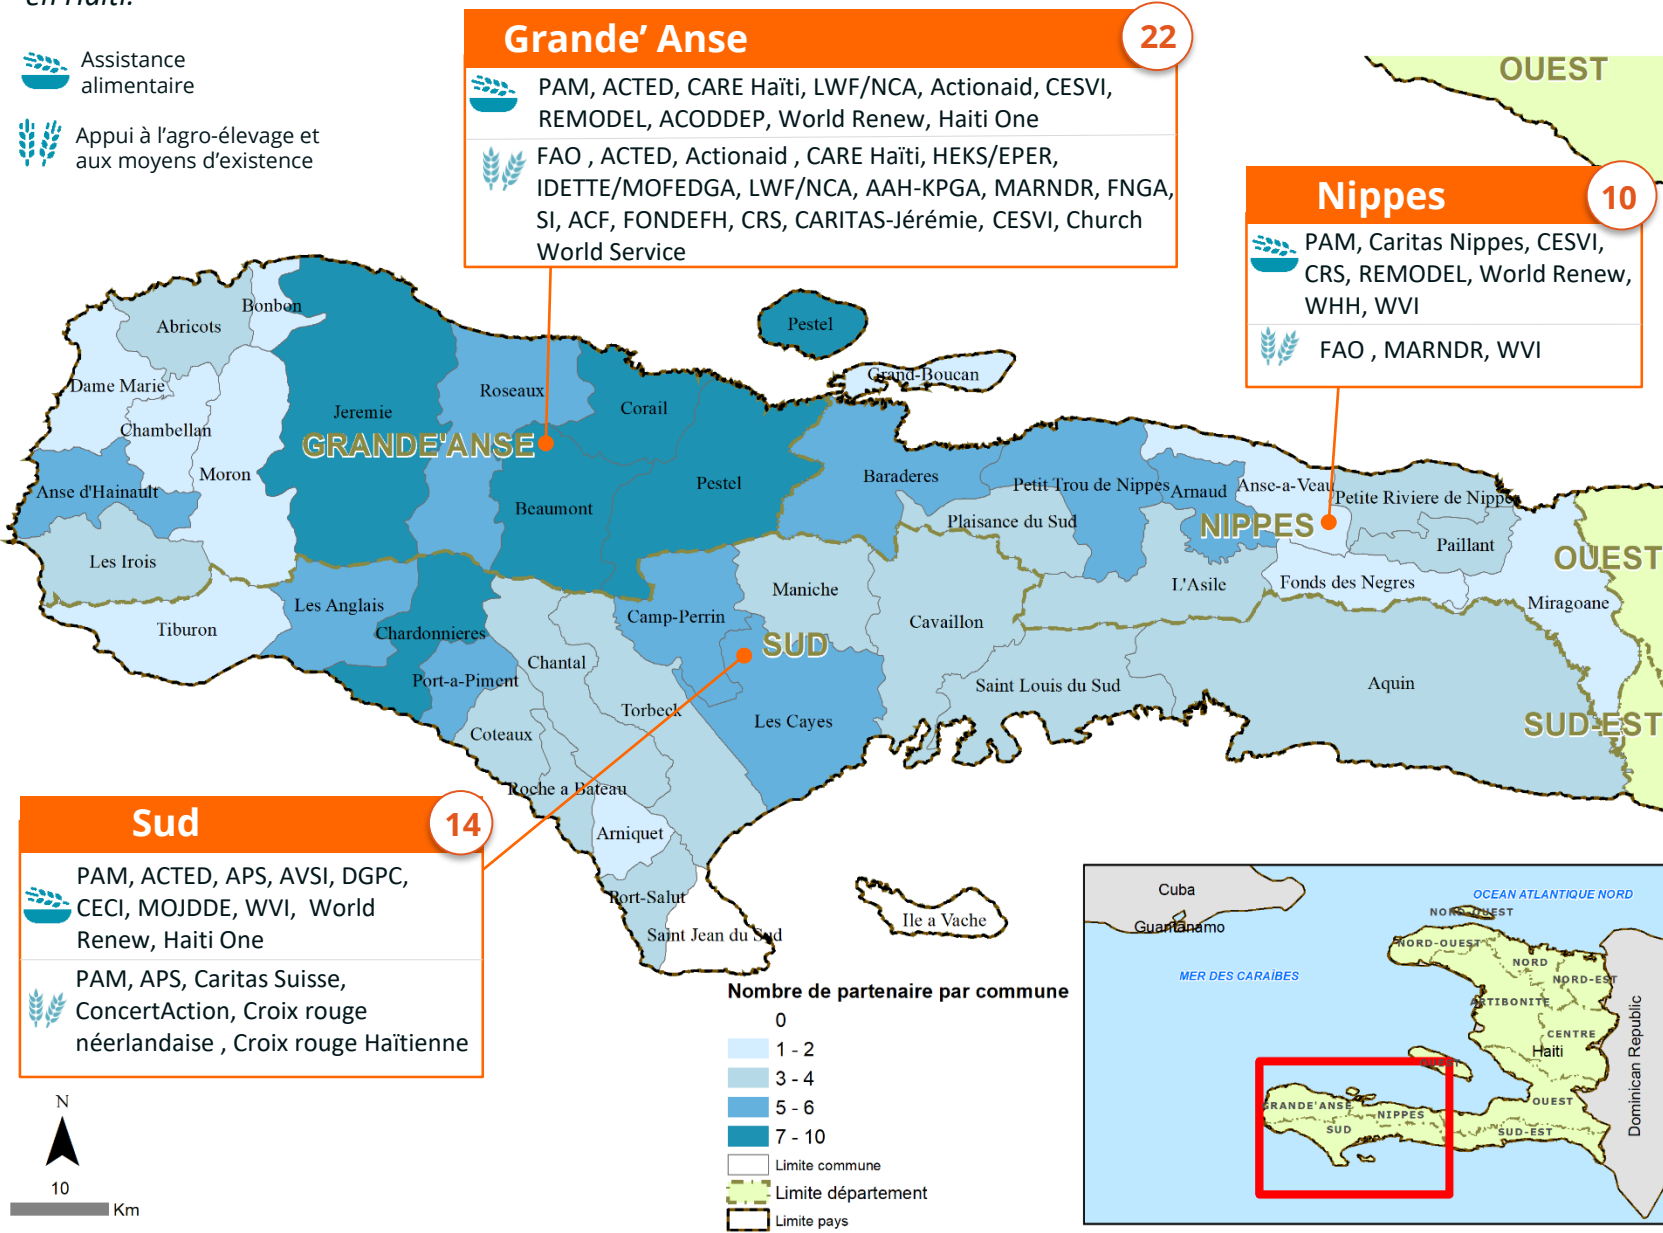 en Haïti.
Assistance
alimentaire
Appui à l'agro-élevage et
aux moyens d'existence
Grande' Anse
22
PAM, ACTED, CARE Haïti, LWF/NCA, Actionaid, CESVI,
REMODEL, ACODDEP, World Renew, Haiti One
FAO , ACTED, Actionaid , CARE Haïti, HEKS/EPER,
IDETTE/MOFEDGA, LWF/NCA, AAH-KPGA, MARNDR, FNGA,
SI, ACF, FONDEFH, CRS, CARITAS-Jérémie, CESVI, Church
World Service
OUEST
Nippes
10
PAM, Caritas Nippes, CESVI,
CRS, REMODEL, World Renew,
WHH, WVI
FAO , MARNDR, WVI
Bonbon
Abricots
Pestel
Dame Marie
Grand-Boucan
Roseaux
Corail
Jeremie
Chambellan
GRANDE'ANSE
Moron
Anse d'Hainault
Pestel
Baraderes
Petit Trou de Nippes
Arnaud
Anse-a-Veau
Petite Riviere de Nippes
Beaumont
Plaisance du Sud
NIPPES
Paillant
OUEST
Les Irois
Maniche
L'Asile
Fonds des Negres
Miragoane
Les Anglais
Camp-Perrin
Cavaillon
Tiburon
Chardonnieres
SUD
Chantal
Port-a-Piment
Saint Louis du Sud
Aquin
Torbeck
Les Cayes
SUD-EST
Coteaux
Roche a Bateau
Arniquet
Port-Salut
Saint Jean du Sud
Ile a Vache
Sud
14
PAM, ACTED, APS, AVSI, DGPC,
CECI, MOJDDE, WVI, World
Renew, Haiti One
PAM, APS, Caritas Suisse,
ConcertAction, Croix rouge
néerlandaise , Croix rouge Haïtienne
N
10
Km
Nombre de partenaire par commune
0
1 - 2
3 - 4
5 - 6
7 - 10
Limite commune
Limite département
Limite pays
Cuba
Guantánamo
OCEAN ATLANTIQUE NORD
MER DES CARAÏBES
NORD-OUEST
NORD-OUEST
NORD
NORD-EST
ARTIBONITE
CENTRE
Haiti
OUEST
OUEST
GRANDE'ANSE
NIPPES
SUD
SUD-EST
Dominican Republic